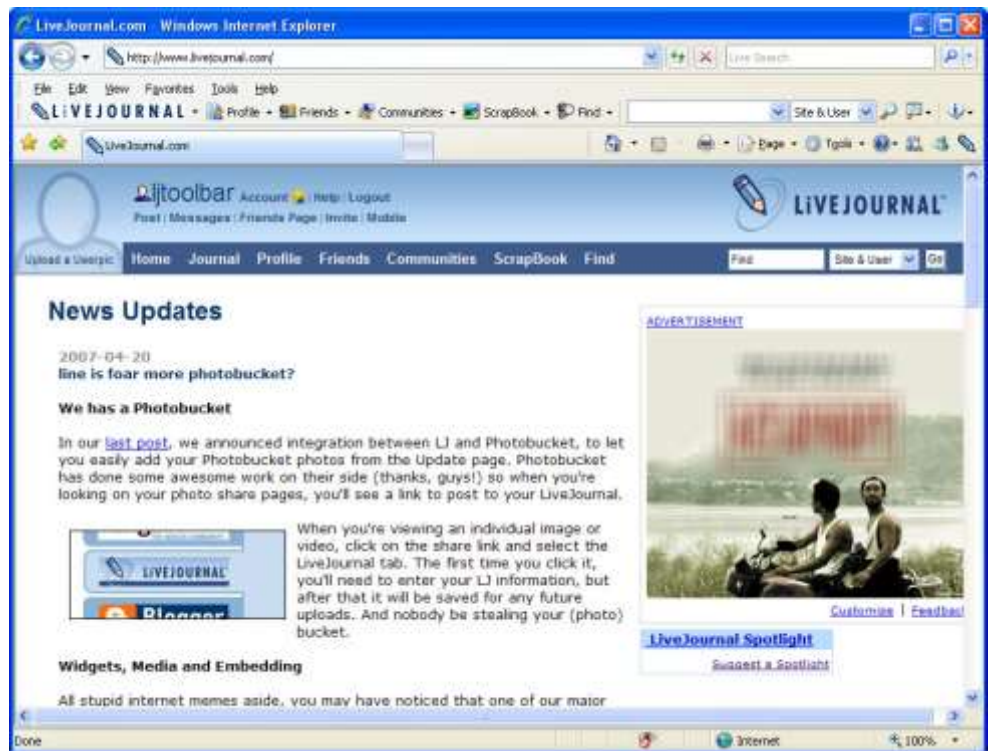 LiveJournal.com - Windows Internet Explorer
http://www.livejournal.com/
Live Search
File Edit View Favorites Tools Help
LiVEJOURNAL Profile Friends Communities ScrapBook Find Site & User
LiveJournal.com Page Tools
ljtoolbar Account Help Logout
Post Messages Friends Page Invite Mobile
LiVEJOURNAL
Upload a Userpic Home Journal Profile Friends Communities ScrapBook Find Find Site & User Go
News Updates
2007-04-20
line is foar more photobucket?
We has a Photobucket
In our last post, we announced integration between LJ and Photobucket, to let
you easily add your Photobucket photos from the Update page. Photobucket
has done some awesome work on their side (thanks, guys!) so when you're
looking on your photo share pages, you'll see a link to post to your LiveJournal.
LIVEJOURNAL
Blogger
When you're viewing an individual image or
video, click on the share link and select the
LiveJournal tab. The first time you click it,
you'll need to enter your LJ information, but
after that it will be saved for any future
uploads. And nobody be stealing your (photo)
bucket.
Widgets, Media and Embedding
All stupid internet memes aside, you may have noticed that one of our major
ADVERTISEMENT
Customize | Feedback
LiveJournal Spotlight
Suggest a Spotlight
Done Internet 100%